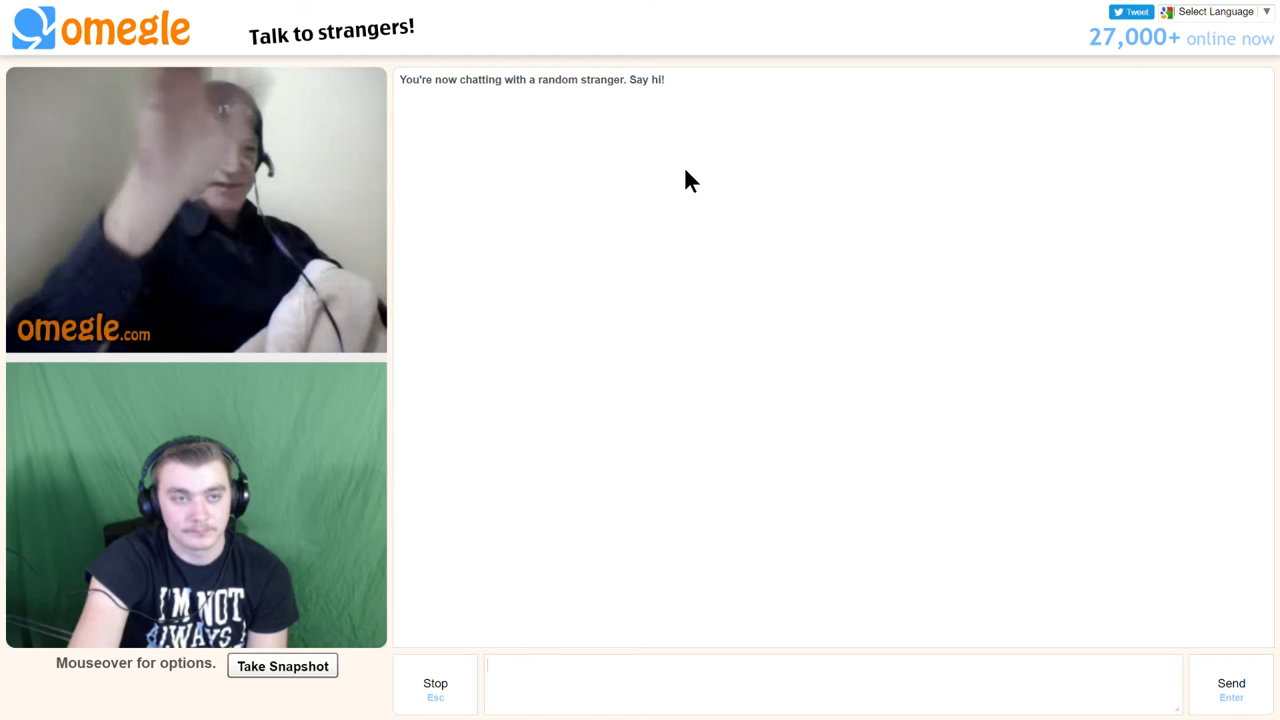 omegle
Talk to strangers!
Tweet
Select Language ▼
27,000+ online now
You're now chatting with a random stranger. Say hi!
omegle.com
I'M NOT
ALWAYS
Mouseover for options.
Take Snapshot
Stop
Esc
Send
Enter